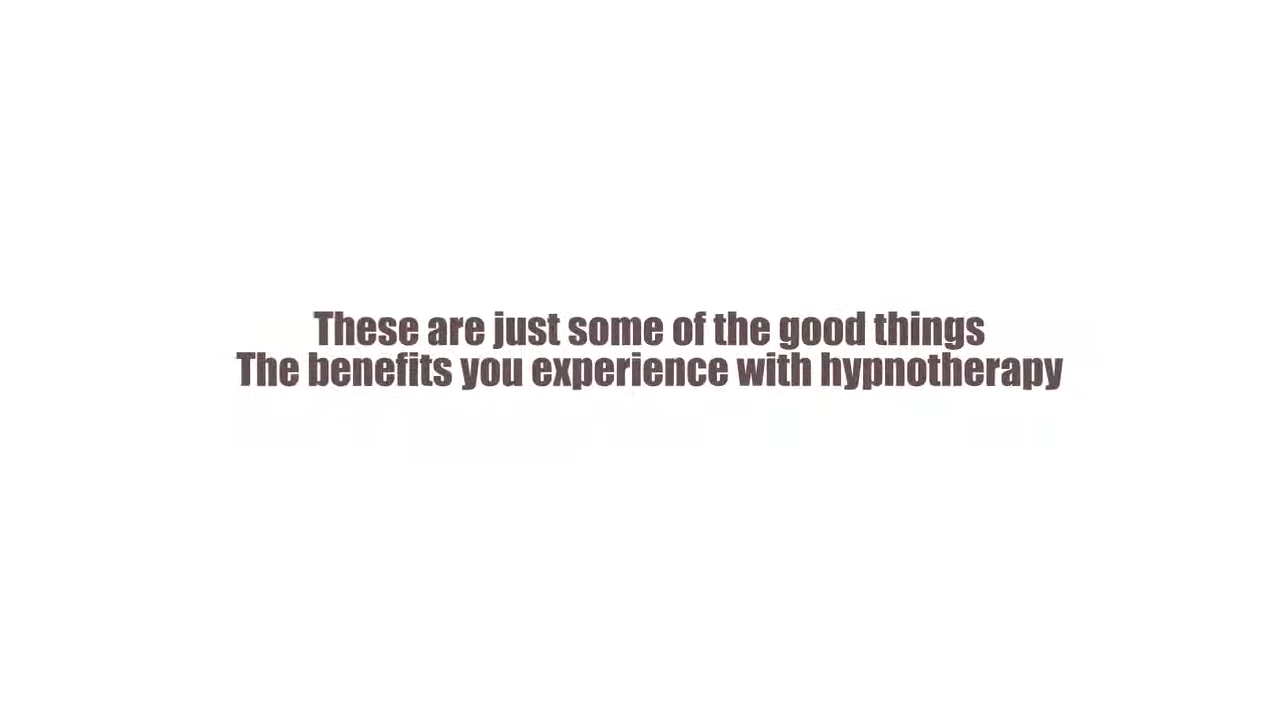 These are just some of the good things
The benefits you experience with hypnotherapy